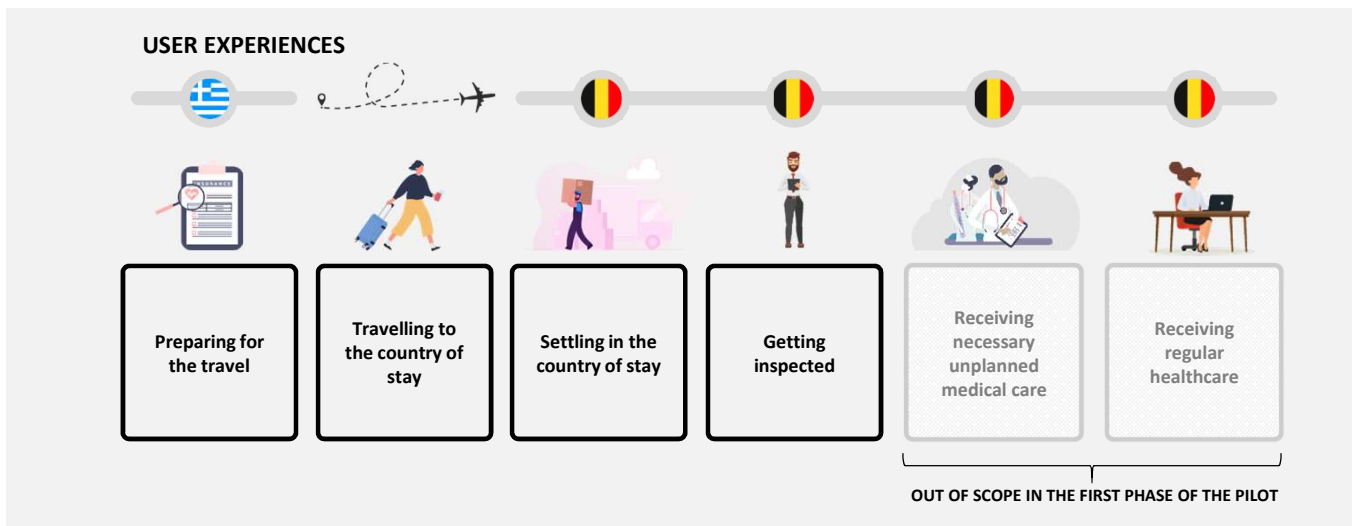 USER EXPERIENCES
INSURANCE
Preparing for
the travel
Travelling to
the country of
stay
Settling in the
country of stay
Getting
inspected
Receiving
necessary
unplanned
medical care
Receiving
regular
healthcare
OUT OF SCOPE IN THE FIRST PHASE OF THE PILOT